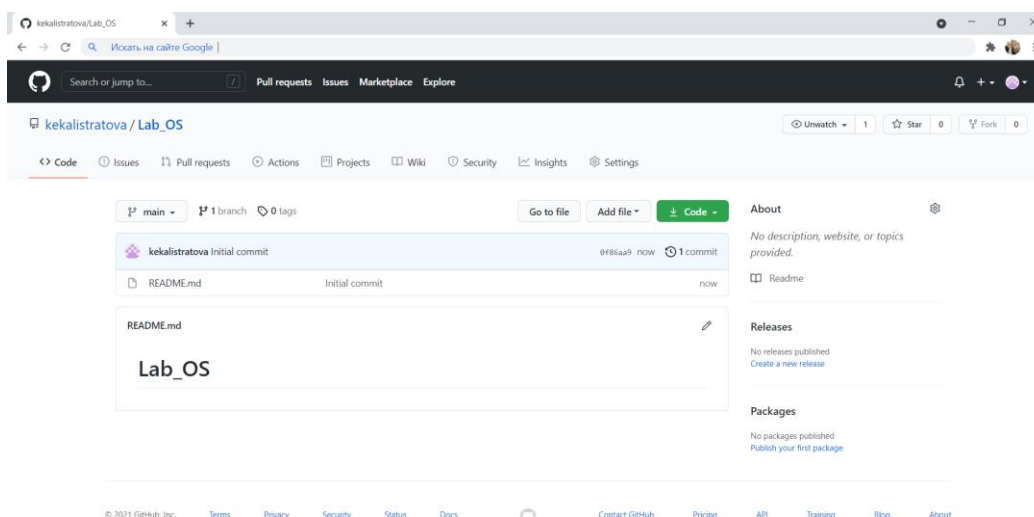 kekalistratova/Lab_OS
Искать на сайте Google
Search or jump to... / Pull requests Issues Marketplace Explore
kekalistratova / Lab_OS
Unwatch 1 Star 0 Fork 0
<> Code Issues Pull requests Actions Projects Wiki Security Insights Settings
main 1 branch 0 tags Go to file Add file Code About
No description, website, or topics
provided.
kekalistratova Initial commit 0f86aa9 now 1 commit
README.md Initial commit now
Readme
README.md
Lab_OS
Releases
No releases published
Create a new release
Packages
No packages published
Publish your first package
© 2021 GitHub, Inc. Terms Privacy Security Status Docs Contact GitHub Pricing API Training Blog About